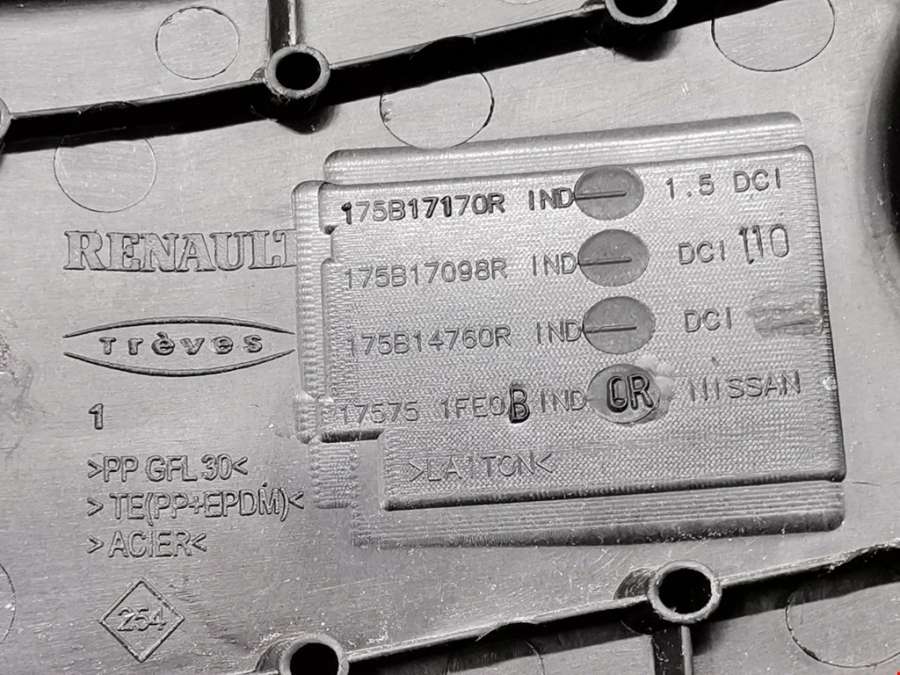 RENAULT
Trèves
1
>PP GFL 30<
>TE(PP+EPDM)<
>ACIER<
254
175B17170R IND 1.5 DCI
175B17098R IND DCI 110
175B14760R IND DCI
17575 1FE0B IND 0R NISSAN
>LAITON<